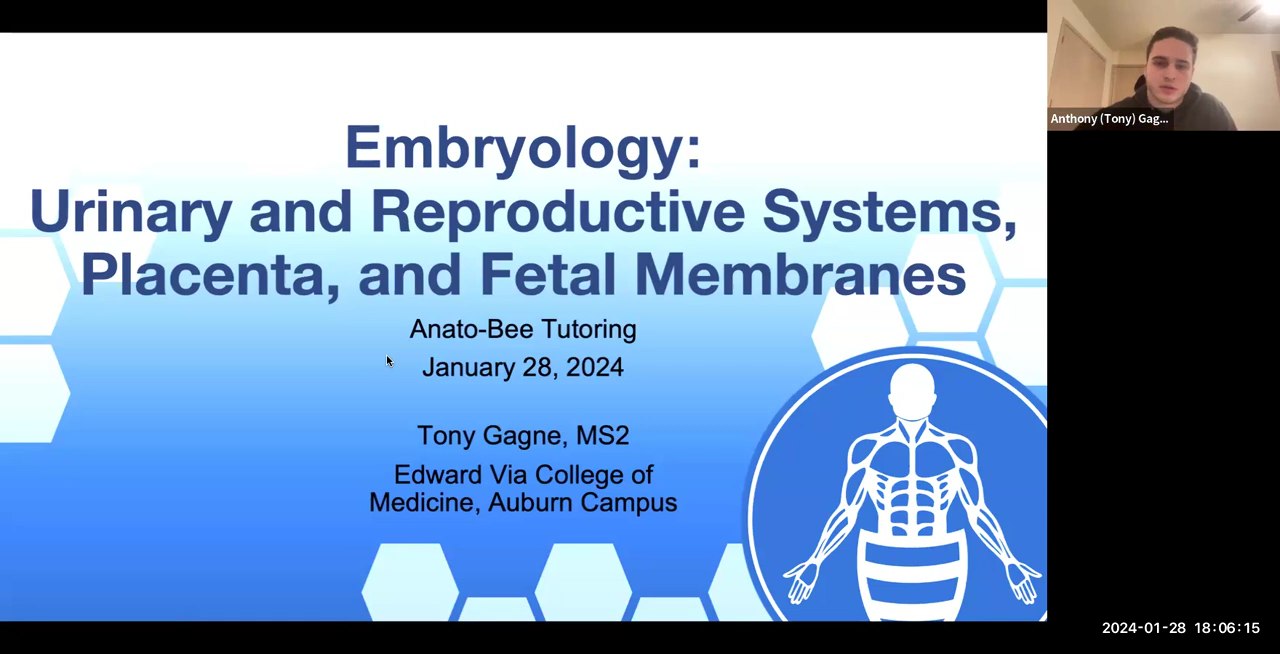 Embryology:
Urinary and Reproductive Systems,
Placenta, and Fetal Membranes
Anato-Bee Tutoring
January 28, 2024
Tony Gagne, MS2
Edward Via College of
Medicine, Auburn Campus
Anthony (Tony) Gag...
2024-01-28 18:06:15